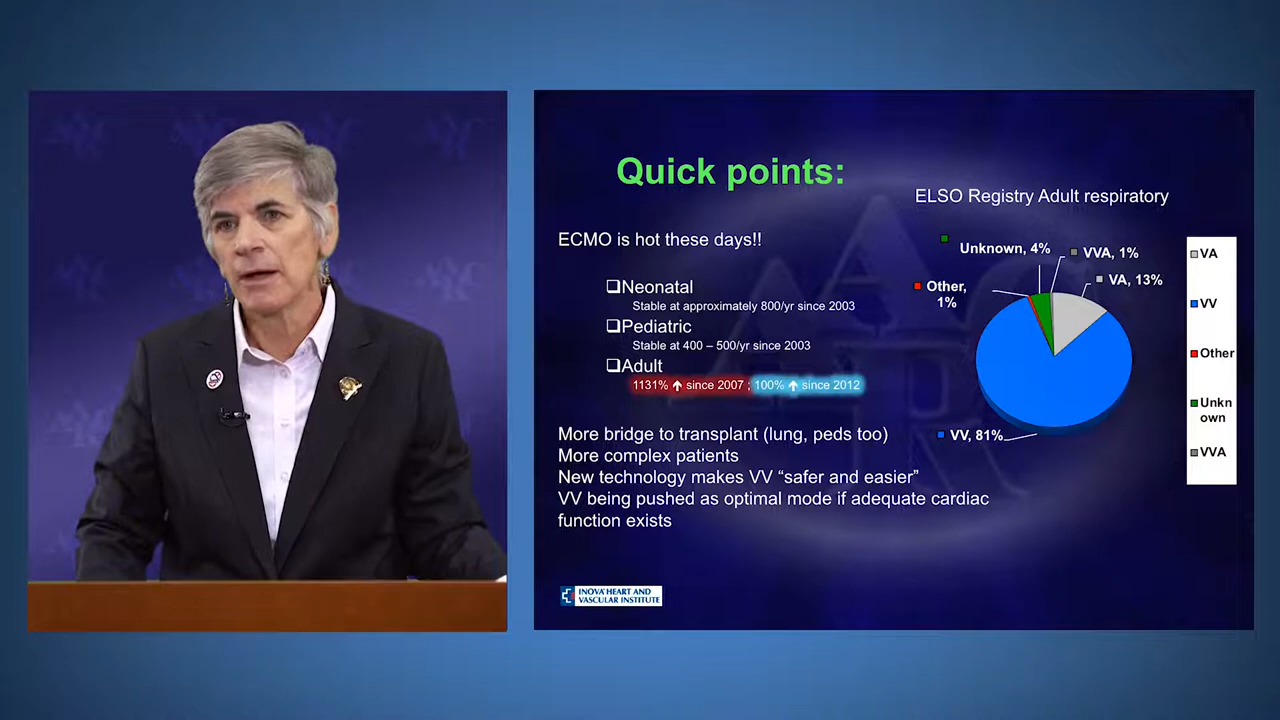 Quick points:
ELSO Registry Adult respiratory
ECMO is hot these days!!
Neonatal
Stable at approximately 800/yr since 2003
Pediatric
Stable at 400 – 500/yr since 2003
Adult
1131% ↑ since 2007 ; 100% ↑ since 2012
More bridge to transplant (lung, peds too)
More complex patients
New technology makes VV “safer and easier”
VV being pushed as optimal mode if adequate cardiac
function exists
Unknown, 4%
VVA, 1%
VA, 13%
Other,
1%
VV, 81%
VA
VV
Other
Unkn
own
VVA
INOVA HEART AND
VASCULAR INSTITUTE